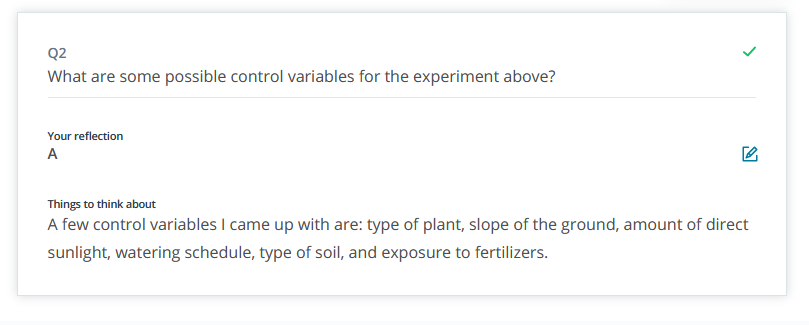 Q2
What are some possible control variables for the experiment above?
Your reflection
A
Things to think about
A few control variables I came up with are: type of plant, slope of the ground, amount of direct
sunlight, watering schedule, type of soil, and exposure to fertilizers.